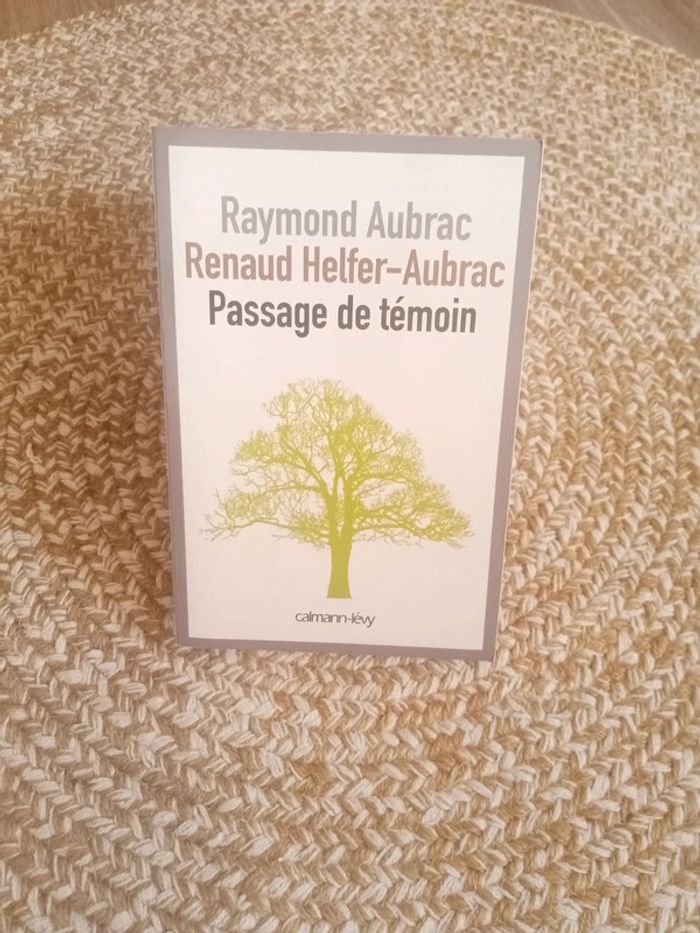 Raymond Aubrac
Renaud Helfer-Aubrac
Passage de témoin
calmann-lévy